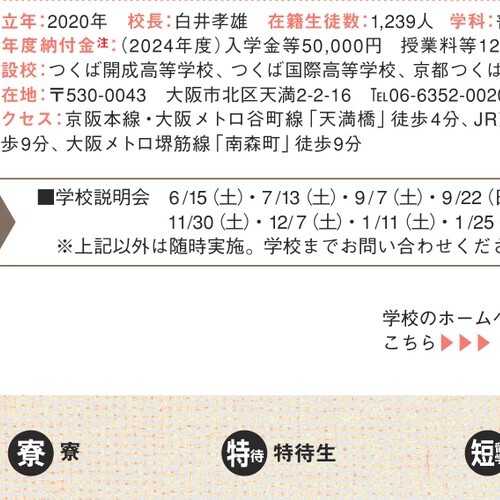 立年：2020年　校長：白井孝雄　在籍生徒数：1,239人　学科：
年度納付金注：（2024年度）入学金等50,000円　授業料等12
設校：つくば開成高等学校、つくば国際高等学校、京都つくば
在地：〒530-0043　大阪市北区天満2-2-16　℡06-6352-002
クセス：京阪本線・大阪メトロ谷町線「天満橋」徒歩4分、JR
歩9分、大阪メトロ堺筋線「南森町」徒歩9分
■学校説明会　6/15（土）・7/13（土）・9/7（土）・9/22（
11/30（土）・12/7（土）・1/11（土）・1/25
※上記以外は随時実施。学校までお問い合わせくださ
学校のホームペ
こちら▶▶▶
寮 寮
特待 特待生
短